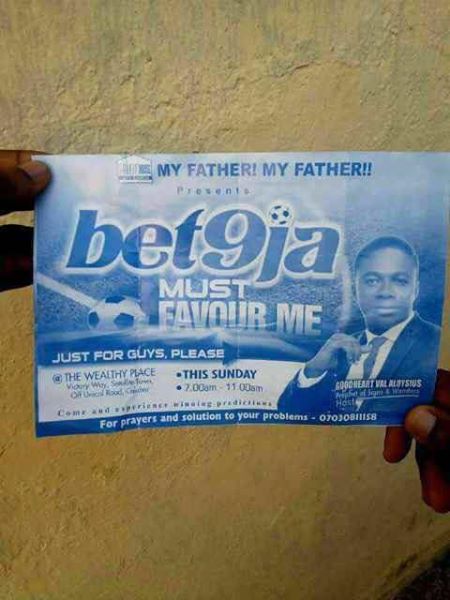 MY FATHER! MY FATHER!!
Presents
bet9ja
MUST
FAVOUR ME
JUST FOR GUYS, PLEASE
@ THE WEALTHY PLACE
Victory Way, Satellite Town,
Off Unical Road, Calabar
•THIS SUNDAY
• 7.00am - 11.00am
GOODHEART VAL ALOYSIUS
Prophet of Signs & Wonders
Host
Come and experience winning predictions
For prayers and solution to your problems - 07030811158